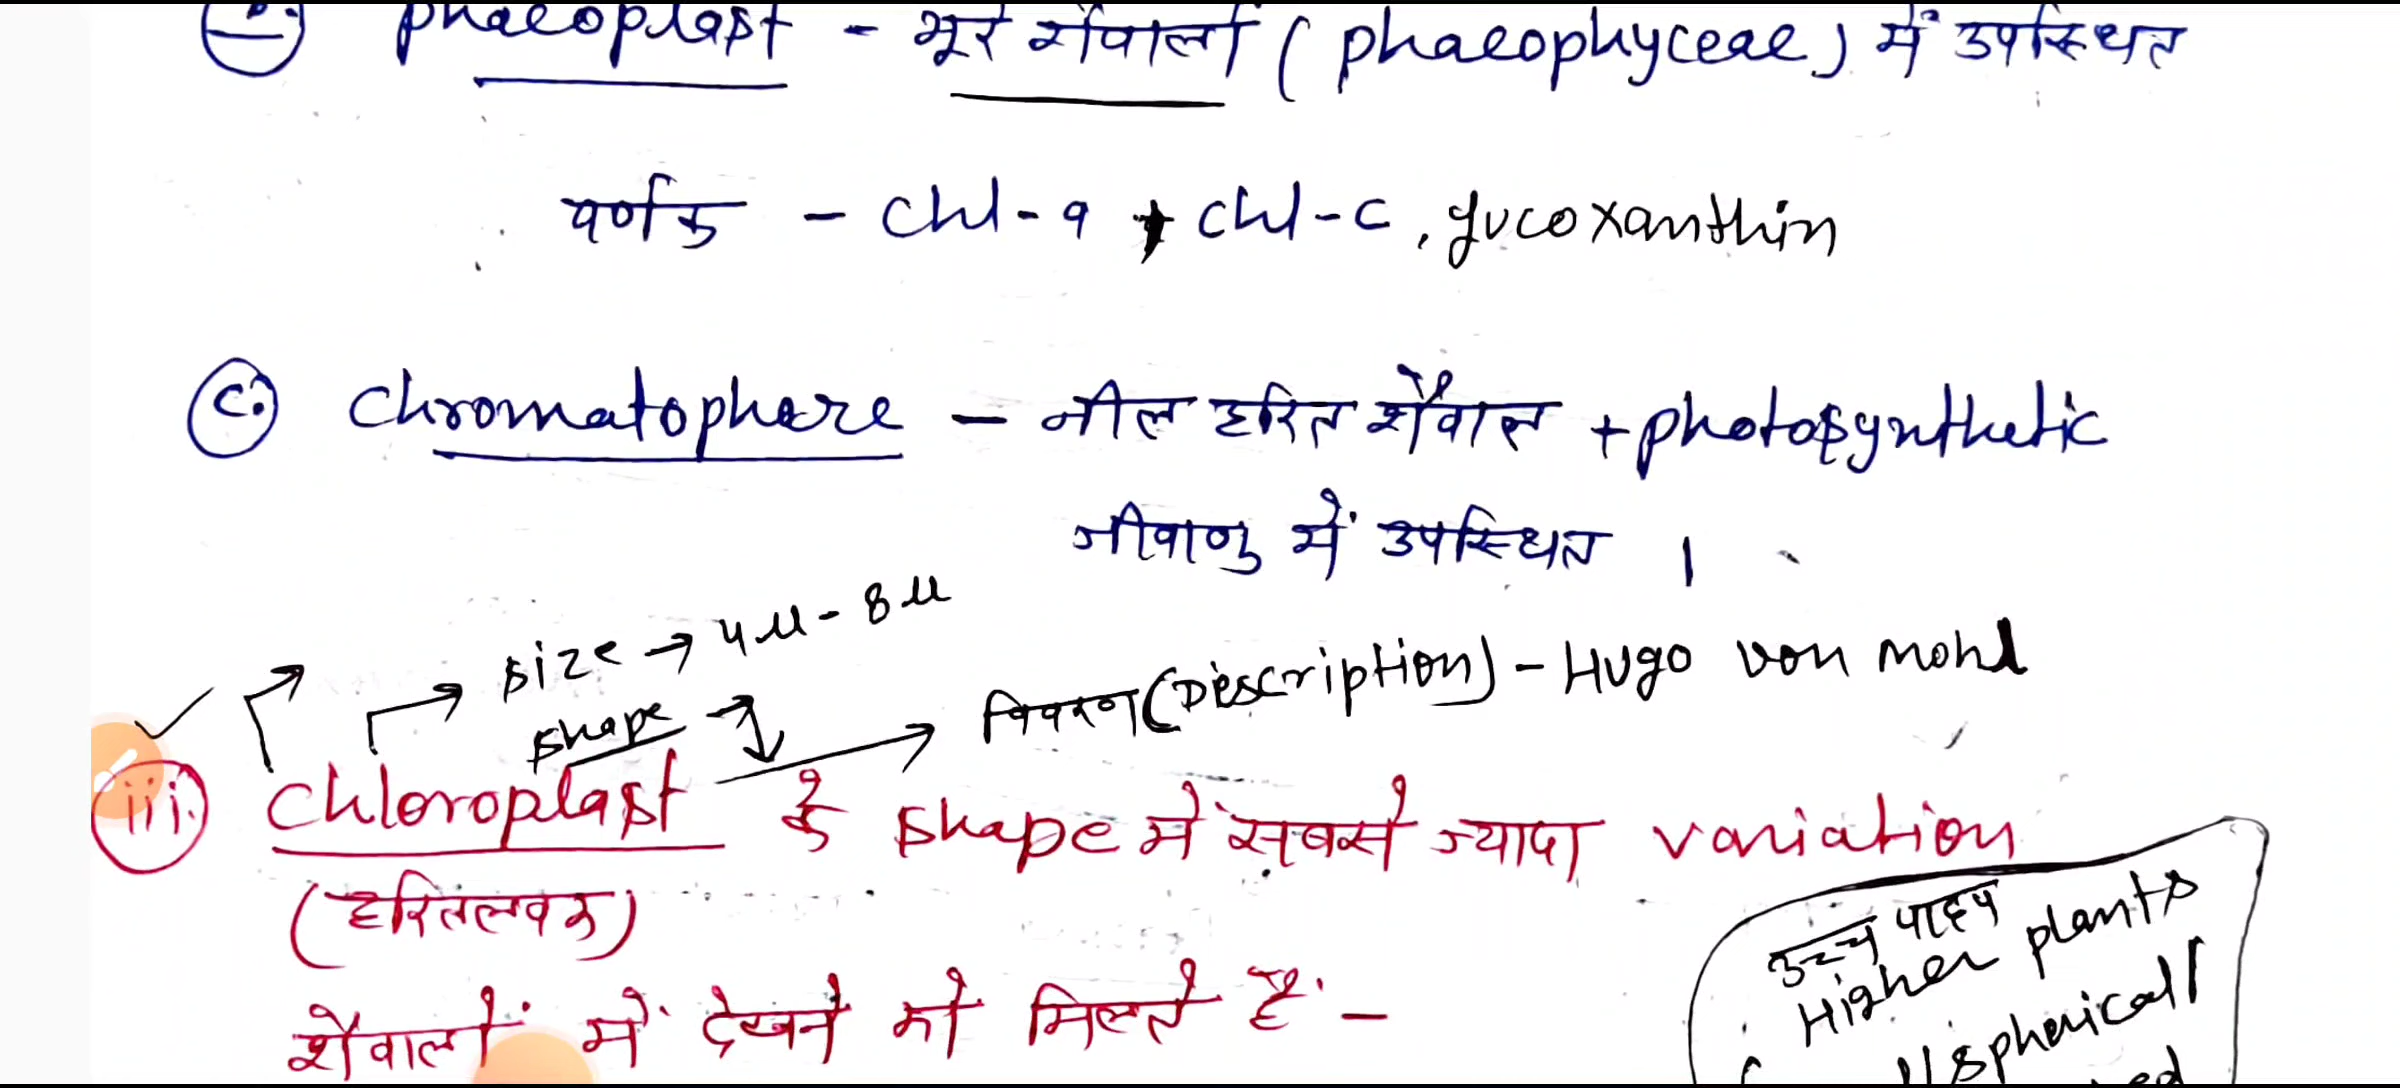 phaeoplast - भूरे शैवालों (phaeophyceae) में उपस्थित
वर्णक - chl-a + chl-c, fucoxanthin
c. Chromatophore - नील हरित शैवाल + photosynthetic
जीवाणु में उपस्थित ।
size → 4μ - 8μ
shape →
विवरण (Description) - Hugo von Mohl
iii. Chloroplast के shape में सबसे ज्यादा variation
(हरितलवक)
शैवालों में देखने को मिलते है -
उच्च पादप
Higher plants
spherical/